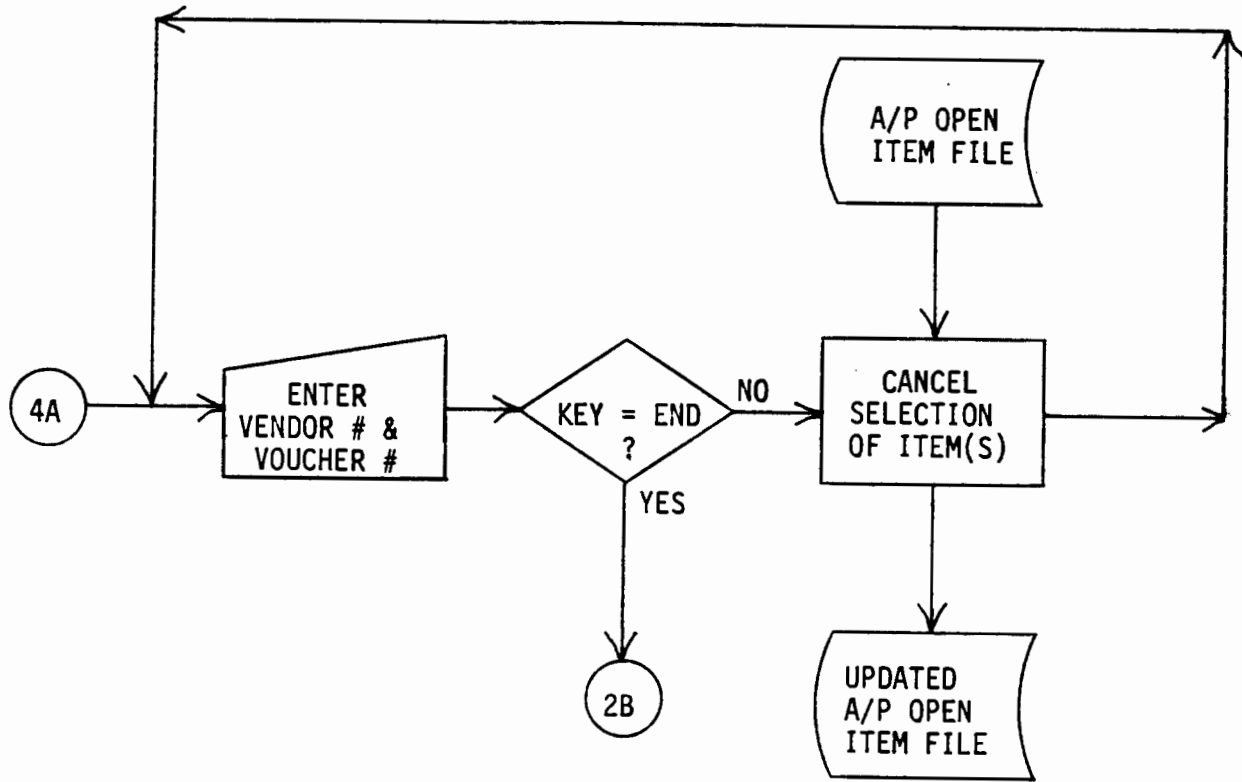 A/P OPEN
ITEM FILE
4A
ENTER
VENDOR # &
VOUCHER #
KEY = END
?
NO
YES
CANCEL
SELECTION
OF ITEM(S)
2B
UPDATED
A/P OPEN
ITEM FILE